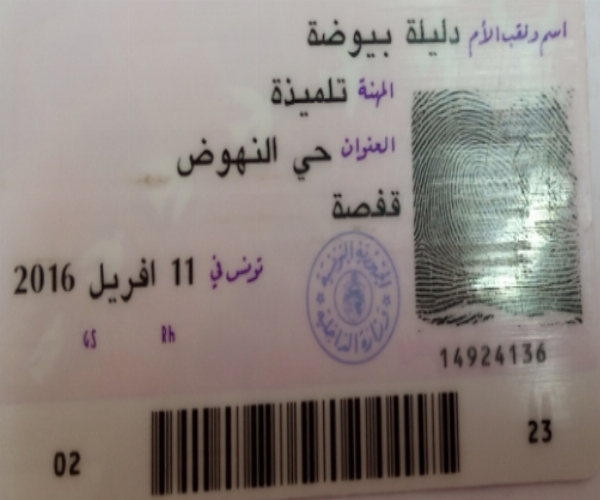 اسم ولقب الأم دليلة بيوضة
المهنة تلميذة
العنوان حي النهوض
قفصة
تونس في 11 افريل 2016
GS Rh
الجمهورية التونسية
وزارة الداخلية
14924136
02
23